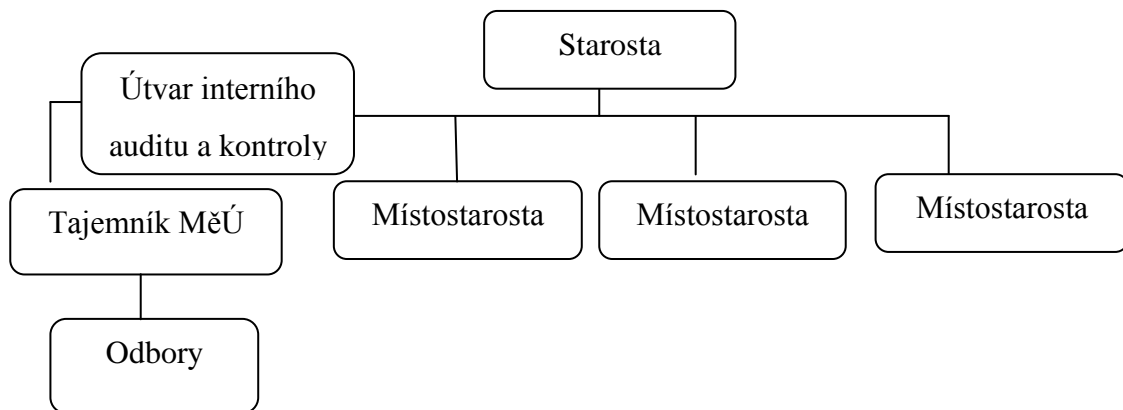 Starosta
Útvar interního
auditu a kontroly
Tajemník MěÚ
Místostarosta
Místostarosta
Místostarosta
Odbory